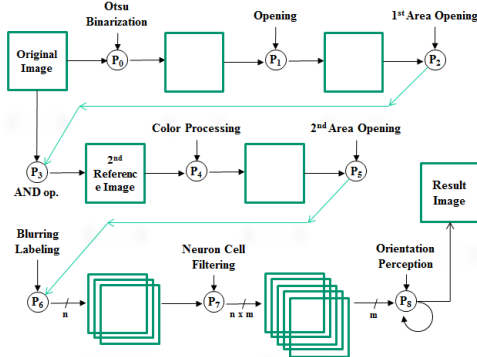 Otsu
Binarization
Opening
1st Area Opening
Original
Image
P0
P1
P2
Color Processing
2nd Area Opening
P3
AND op.
2nd
Referenc
e Image
P4
P5
Result
Image
Blurring
Labeling
Neuron Cell
Filtering
Orientation
Perception
P6
n
P7
n x m
m
P8